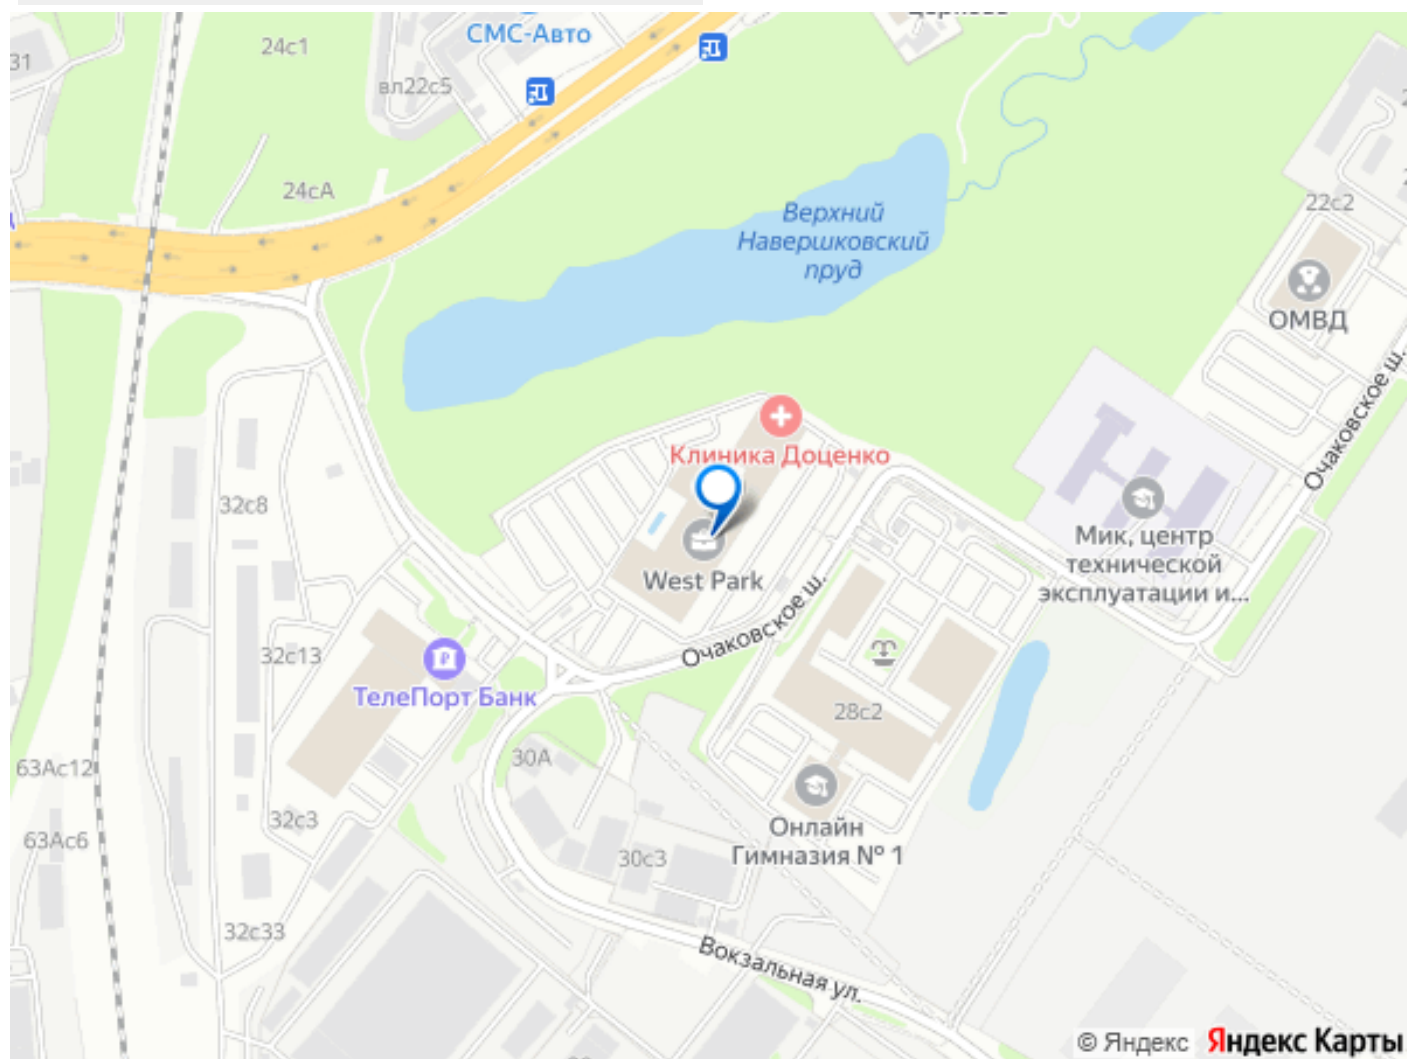 СМС-Авто
24с1
31
вл22с5
24сА
22с2
Верхний
Навершковский
пруд
ОМВД
Очаковское ш.
Клиника Доценко
32с8
West Park
Мик, центр
технической
эксплуатации и...
Очаковское ш.
32с13
ТелеПорт Банк
28с2
30А
63Ас12
32с3
63Ас6
Онлайн
Гимназия № 1
30с3
32с33
Вокзальная ул.
© Яндекс Яндекс Карты